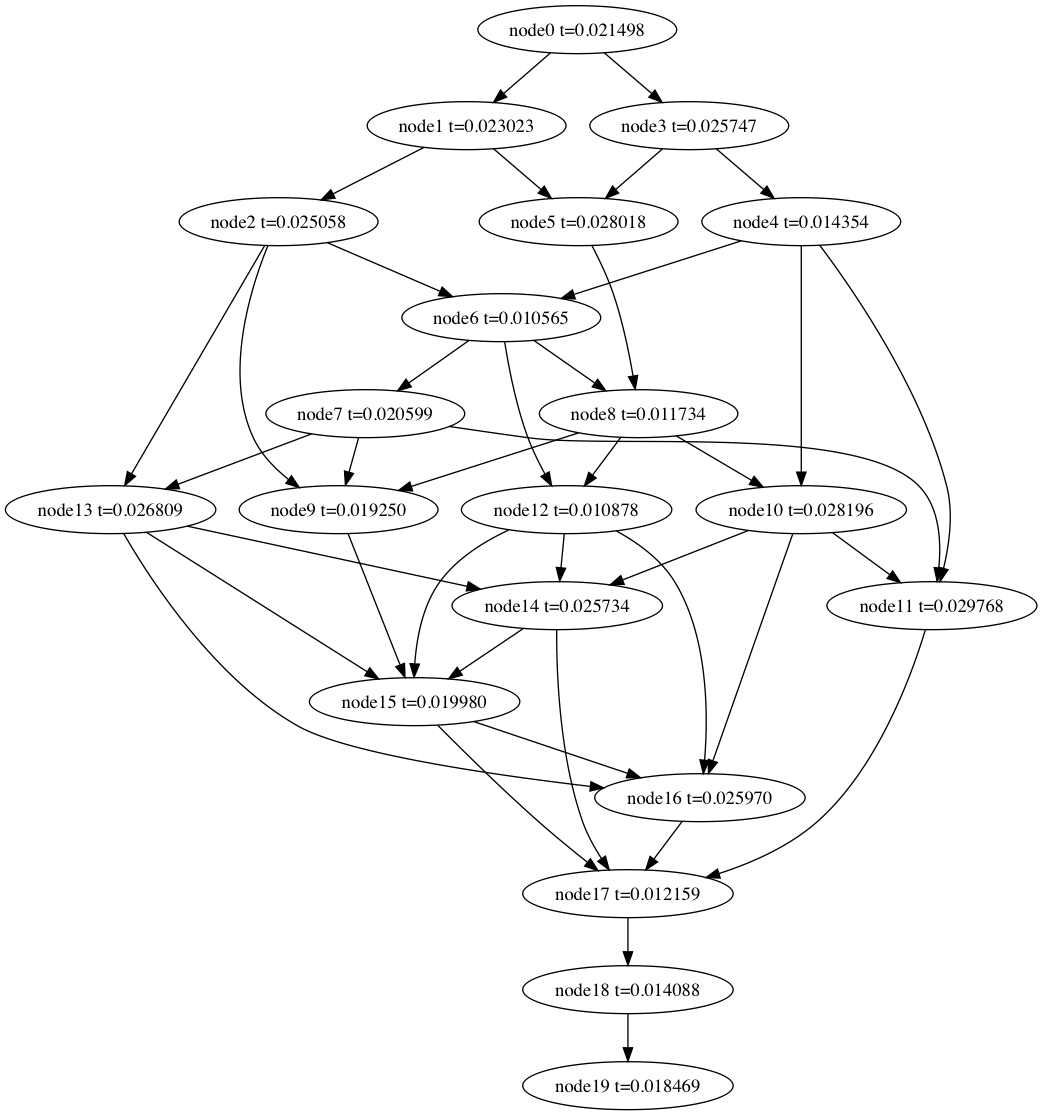 node0 t=0.021498
node1 t=0.023023
node3 t=0.025747
node2 t=0.025058
node5 t=0.028018
node4 t=0.014354
node6 t=0.010565
node7 t=0.020599
node8 t=0.011734
node13 t=0.026809
node9 t=0.019250
node12 t=0.010878
node10 t=0.028196
node14 t=0.025734
node11 t=0.029768
node15 t=0.019980
node16 t=0.025970
node17 t=0.012159
node18 t=0.014088
node19 t=0.018469